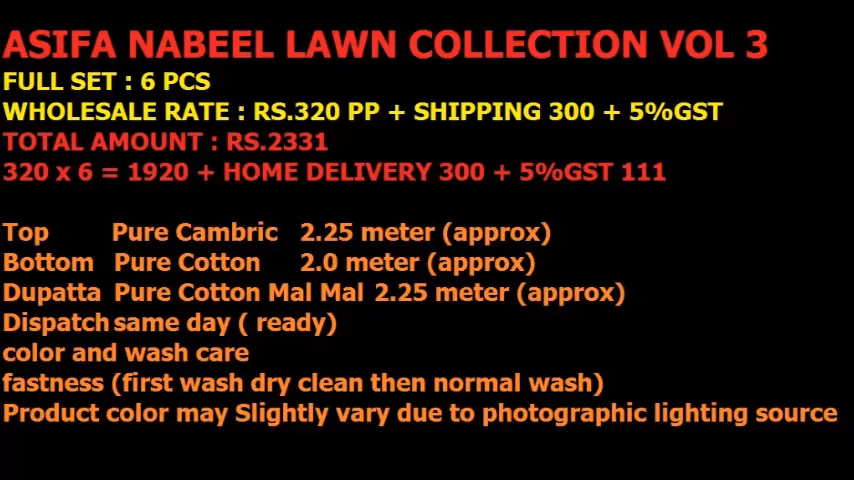 ASIFA NABEEL LAWN COLLECTION VOL 3
FULL SET : 6 PCS
WHOLESALE RATE : RS.320 PP + SHIPPING 300 + 5%GST
TOTAL AMOUNT : RS.2331
320 x 6 = 1920 + HOME DELIVERY 300 + 5%GST 111
Top Pure Cambric 2.25 meter (approx)
Bottom Pure Cotton 2.0 meter (approx)
Dupatta Pure Cotton Mal Mal 2.25 meter (approx)
Dispatch same day ( ready)
color and wash care
fastness (first wash dry clean then normal wash)
Product color may Slightly vary due to photographic lighting source